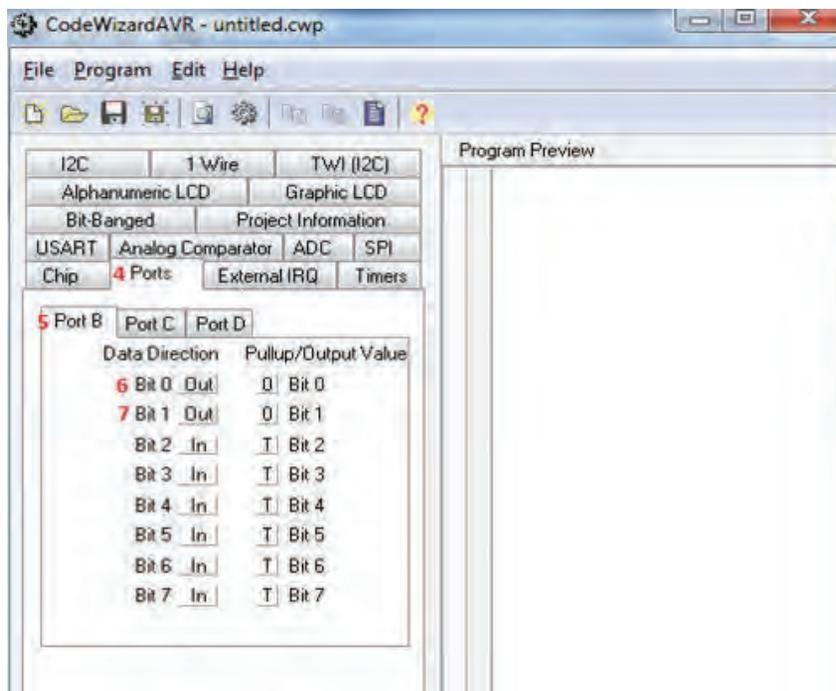 CodeWizardAVR - untitled.cwp
File Program Edit Help
I2C 1 Wire TWI (I2C)
Alphanumeric LCD Graphic LCD
Bit-Banged Project Information
USART Analog Comparator ADC SPI
Chip 4 Ports External IRQ Timers
5 Port B Port C Port D
Data Direction Pullup/Output Value
6 Bit 0 Out 0 Bit 0
7 Bit 1 Out 0 Bit 1
Bit 2 In T Bit 2
Bit 3 In T Bit 3
Bit 4 In T Bit 4
Bit 5 In T Bit 5
Bit 6 In T Bit 6
Bit 7 In T Bit 7
Program Preview